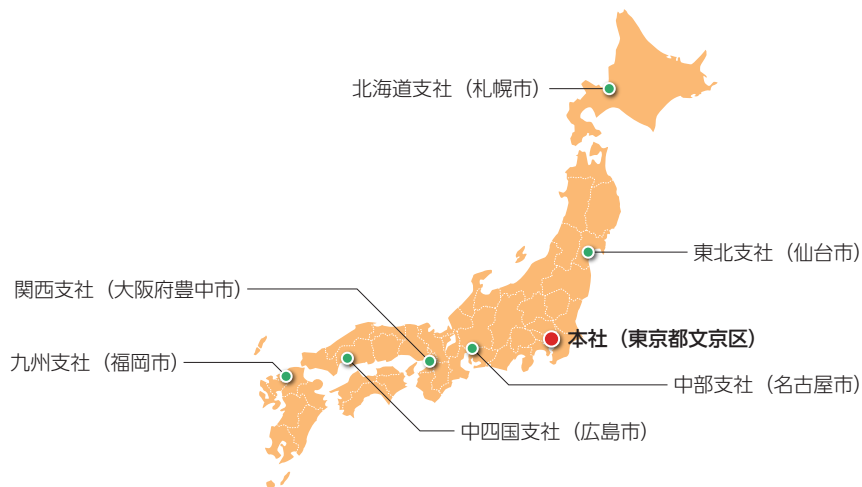 北海道支社（札幌市）
東北支社（仙台市）
関西支社（大阪府豊中市）
本社（東京都文京区）
九州支社（福岡市）
中部支社（名古屋市）
中四国支社（広島市）